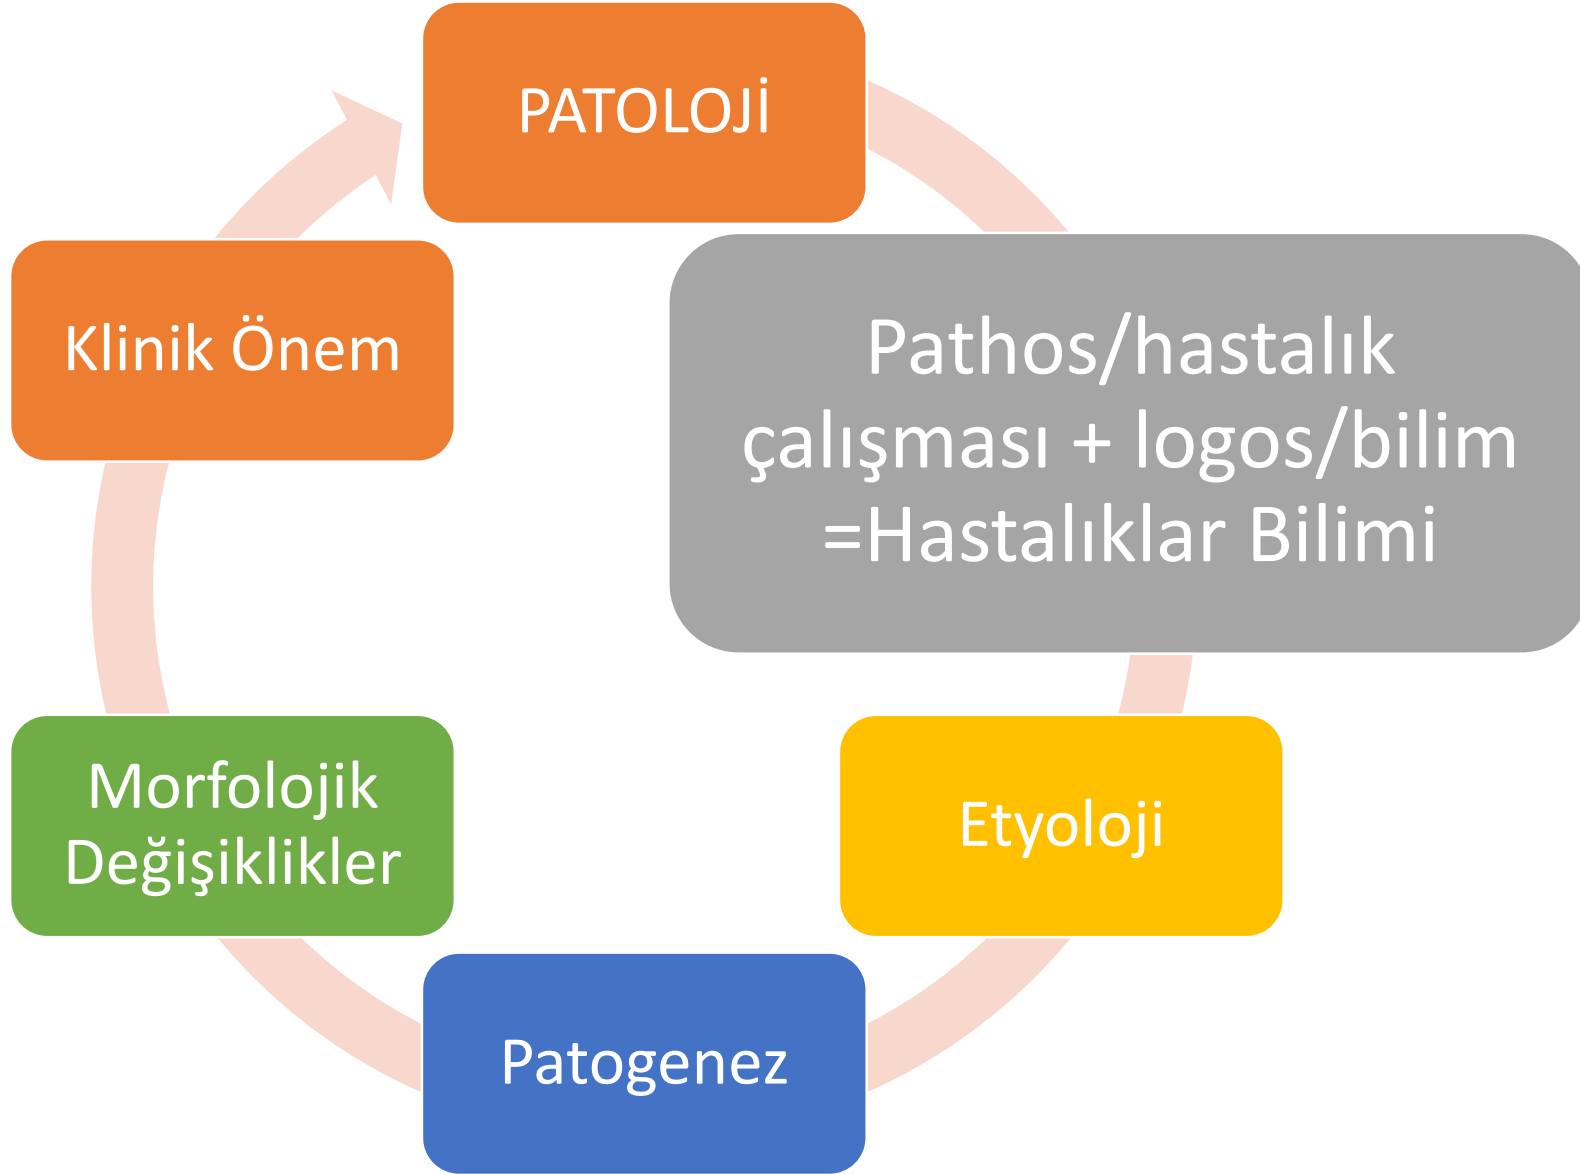 PATOLOJİ
Pathos/hastalık
çalışması + logos/bilim
=Hastalıklar Bilimi
Etyoloji
Patogenez
Morfolojik
Değişiklikler
Klinik Önem